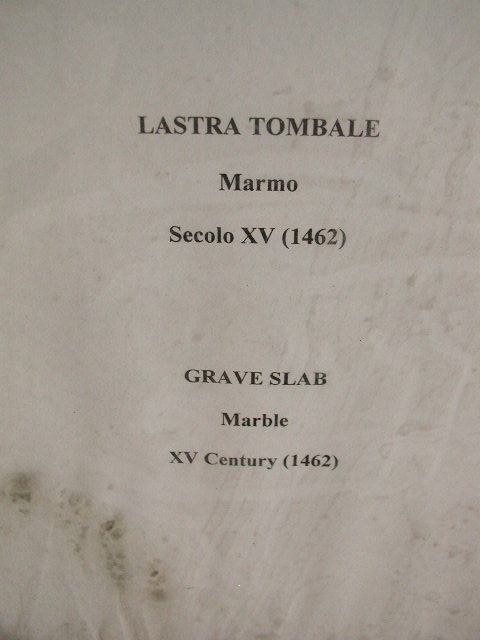 LASTRA TOMBALE
Marmo
Secolo XV (1462)
GRAVE SLAB
Marble
XV Century (1462)